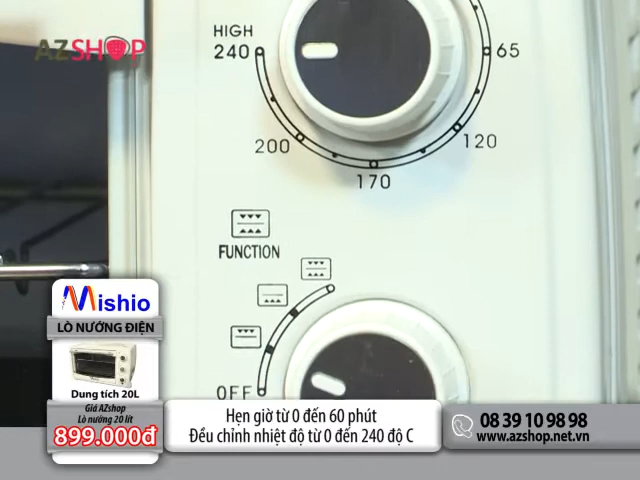 AZSHOP
HIGH
240
65
200
120
170
FUNCTION
OFF
Mishio
LÒ NƯỚNG ĐIỆN
Dung tích 20L
Giá AZshop
Lò nướng 20 lít
899.000đ
Hẹn giờ từ 0 đến 60 phút
Đều chỉnh nhiệt độ từ 0 đến 240 độ C
08 39 10 98 98
www.azshop.net.vn